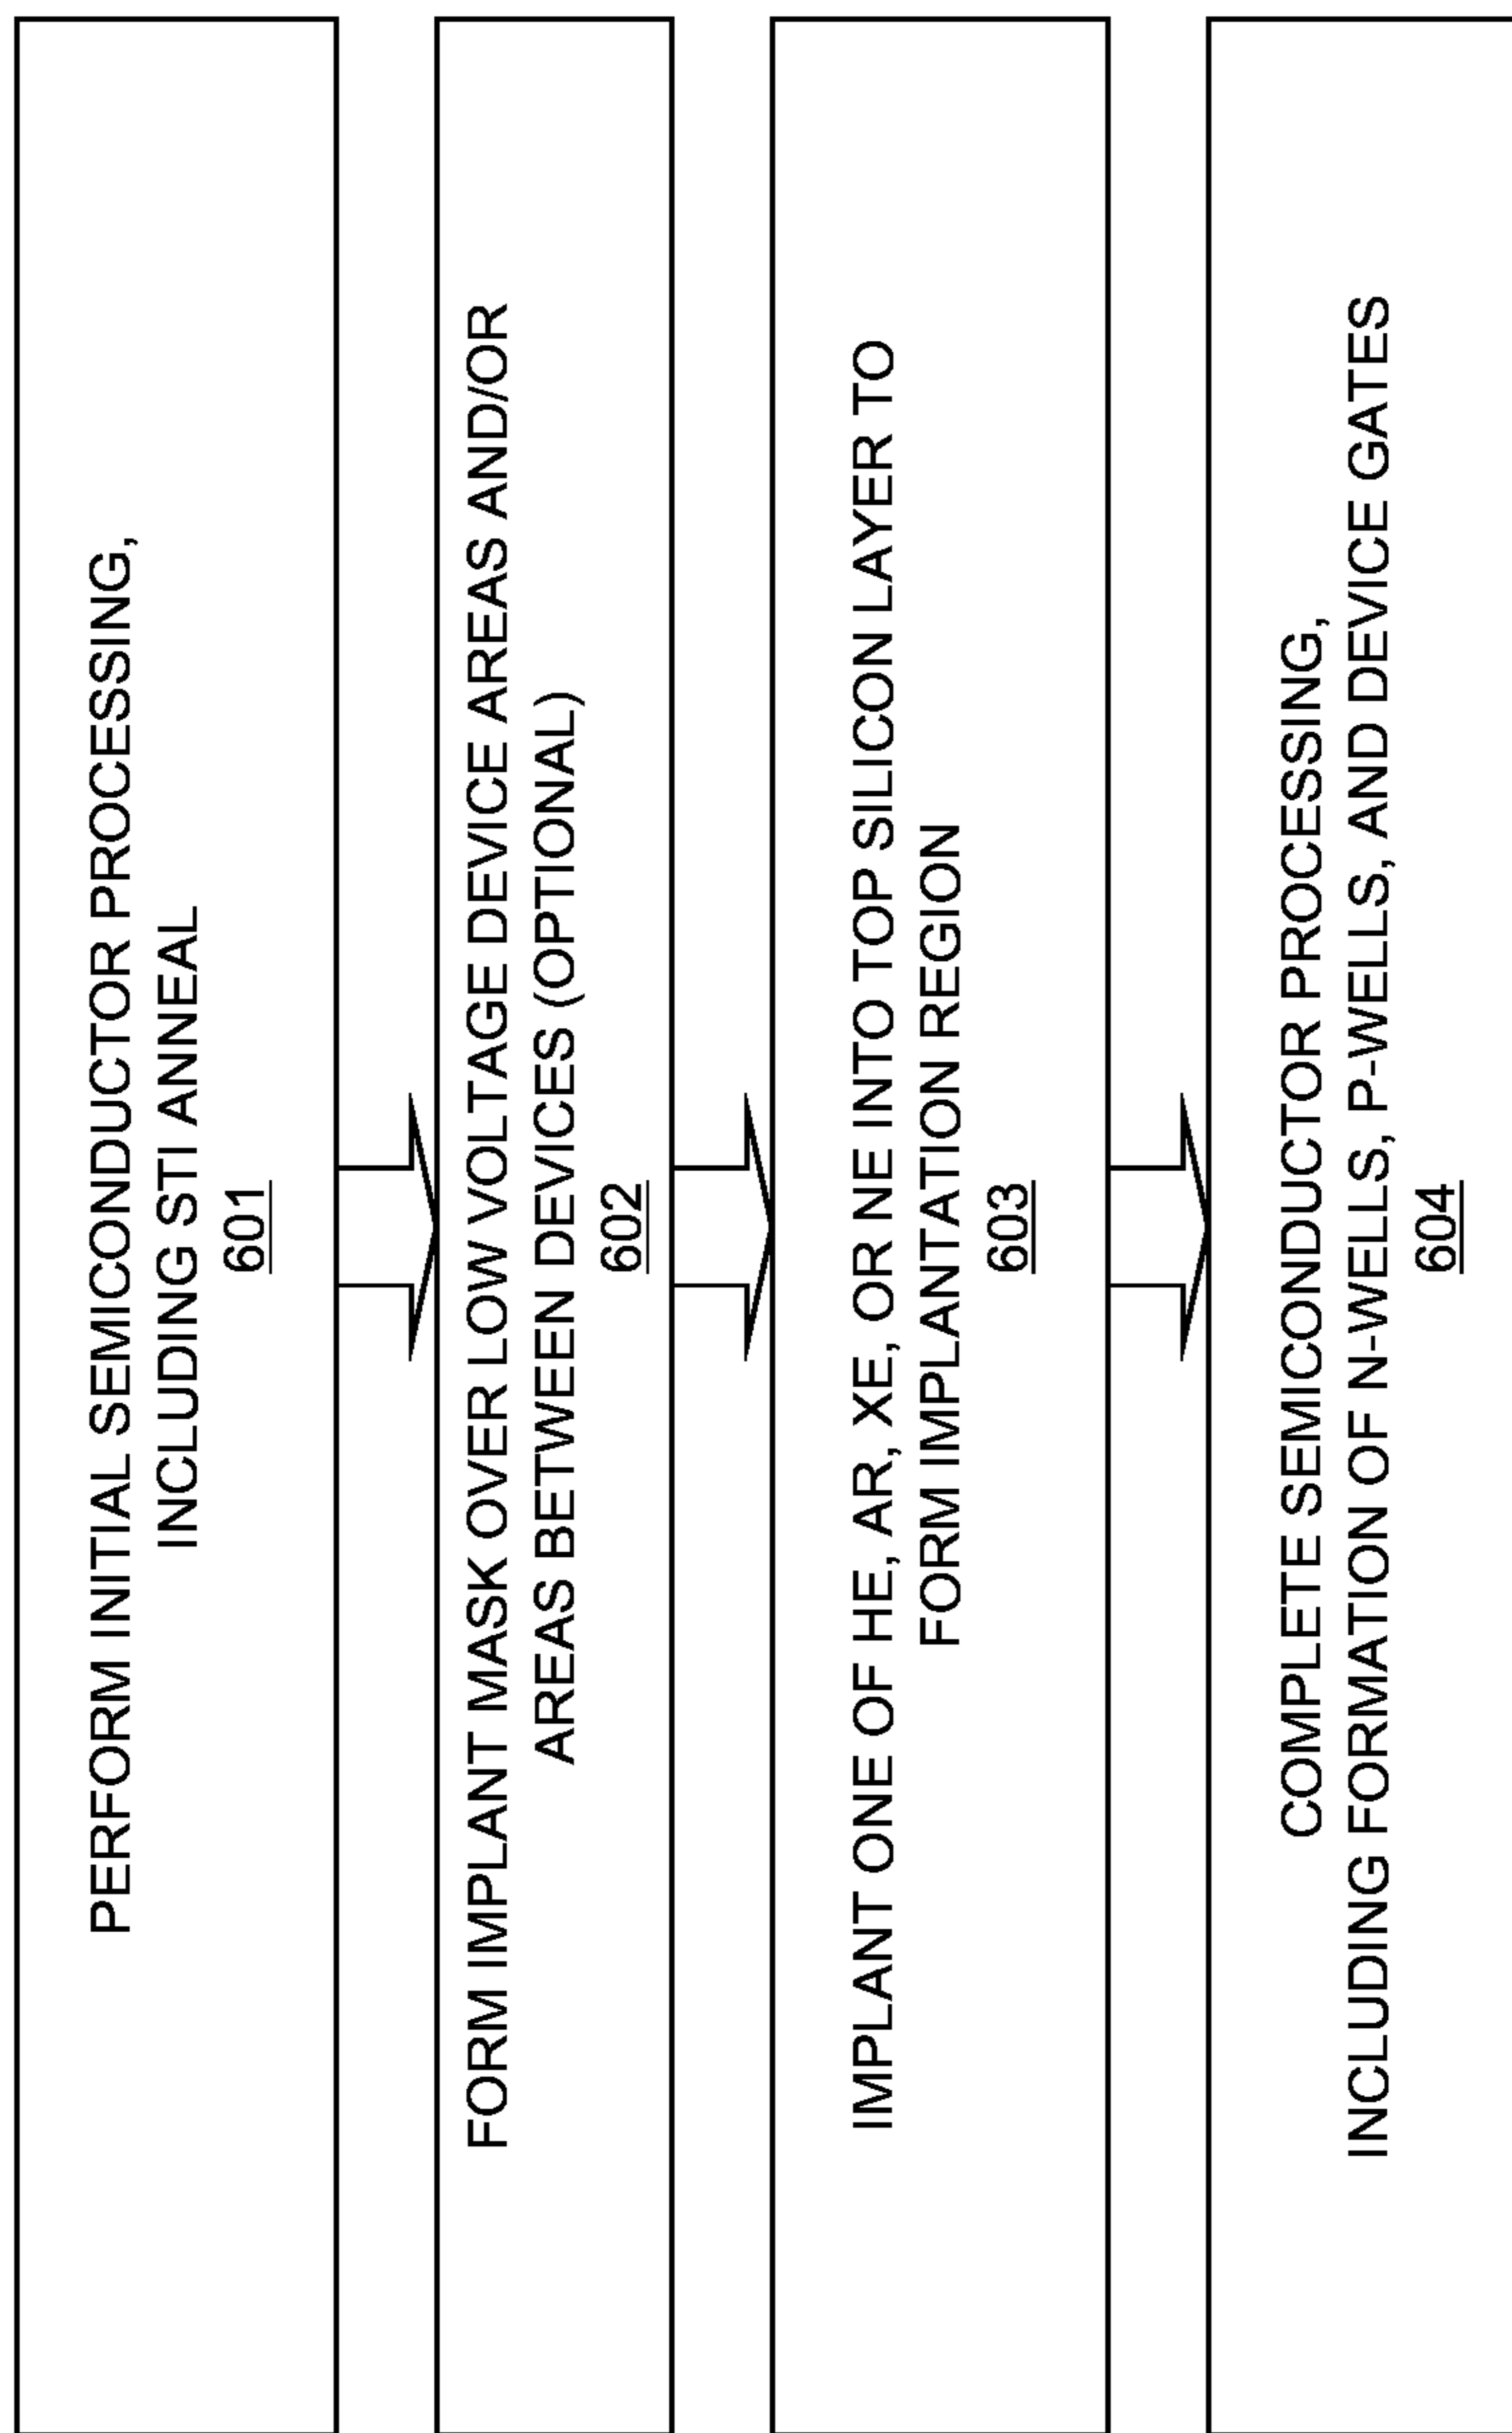 PERFORM INITIAL SEMICONDUCTOR PROCESSING,
INCLUDING STI ANNEAL
601
FORM IMPLANT MASK OVER LOW VOLTAGE DEVICE AREAS AND/OR
AREAS BETWEEN DEVICES (OPTIONAL)
602
IMPLANT ONE OF HE, AR, XE, OR NE INTO TOP SILICON LAYER TO
FORM IMPLANTATION REGION
603
COMPLETE SEMICONDUCTOR PROCESSING,
INCLUDING FORMATION OF N-WELLS, P-WELLS, AND DEVICE GATES
604